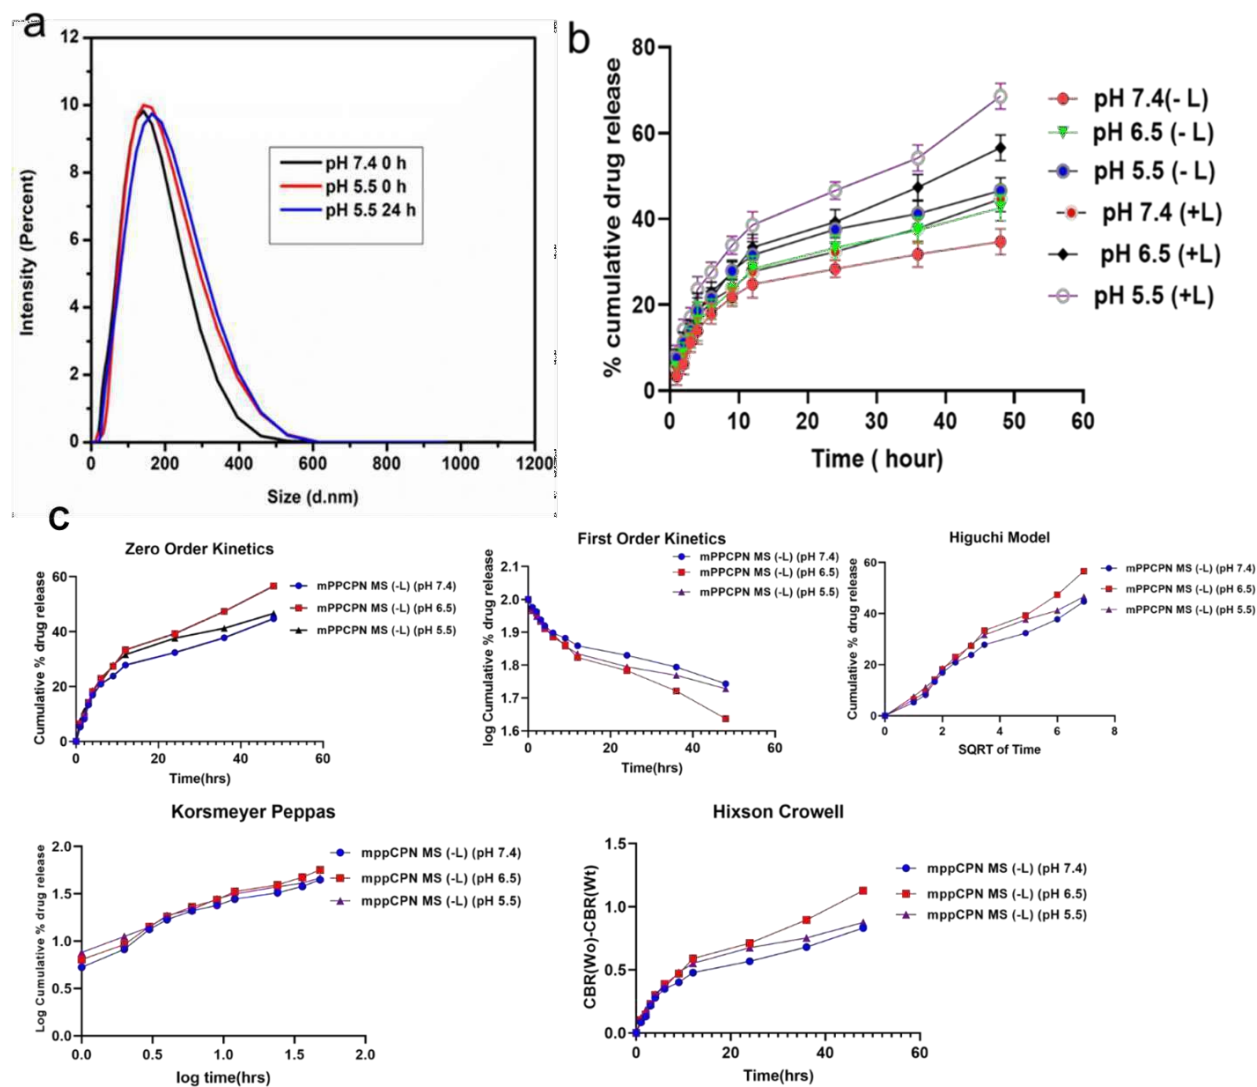 a
12
10
8
6
4
2
0
Intensity (Percent)
pH 7.4 0 h
pH 5.5 0 h
pH 5.5 24 h
0 200 400 600 800 1000 1200
Size (d.nm)
b
80
60
40
20
0
% cumulative drug release
pH 7.4(- L)
pH 6.5 (- L)
pH 5.5 (- L)
pH 7.4 (+L)
pH 6.5 (+L)
pH 5.5 (+L)
0 10 20 30 40 50 60
Time ( hour)
c
Zero Order Kinetics
60
40
20
0
Cumulative % drug release
mPPCPN MS (-L) (pH 7.4)
mPPCPN MS (-L) (pH 6.5)
mPPCPN MS (-L) (pH 5.5)
0 20 40 60
Time(hrs)
First Order Kinetics
2.1
2.0
1.9
1.8
1.7
1.6
log Cumulative % drug release
mPPCPN MS (-L) (pH 7.4)
mPPCPN MS (-L) (pH 6.5)
mPPCPN MS (-L) (pH 5.5)
0 20 40 60
Time(hrs)
Higuchi Model
60
40
20
0
Cumulative % drug release
mPPCPN MS (-L) (pH 7.4)
mPPCPN MS (-L) (pH 6.5)
mPPCPN MS (-L) (pH 5.5)
0 2 4 6 8
SQRT of Time
Korsmeyer Peppas
2.0
1.5
1.0
0.5
0.0
Log Cumulative % drug release
mppCPN MS (-L) (pH 7.4)
mppCPN MS (-L) (pH 6.5)
mppCPN MS (-L) (pH 5.5)
0.0 0.5 1.0 1.5 2.0
log time(hrs)
Hixson Crowell
1.5
1.0
0.5
0.0
CBR(Wo)-CBR(Wt)
mppCPN MS (-L) (pH 7.4)
mppCPN MS (-L) (pH 6.5)
mppCPN MS (-L) (pH 5.5)
0 20 40 60
Time(hrs)